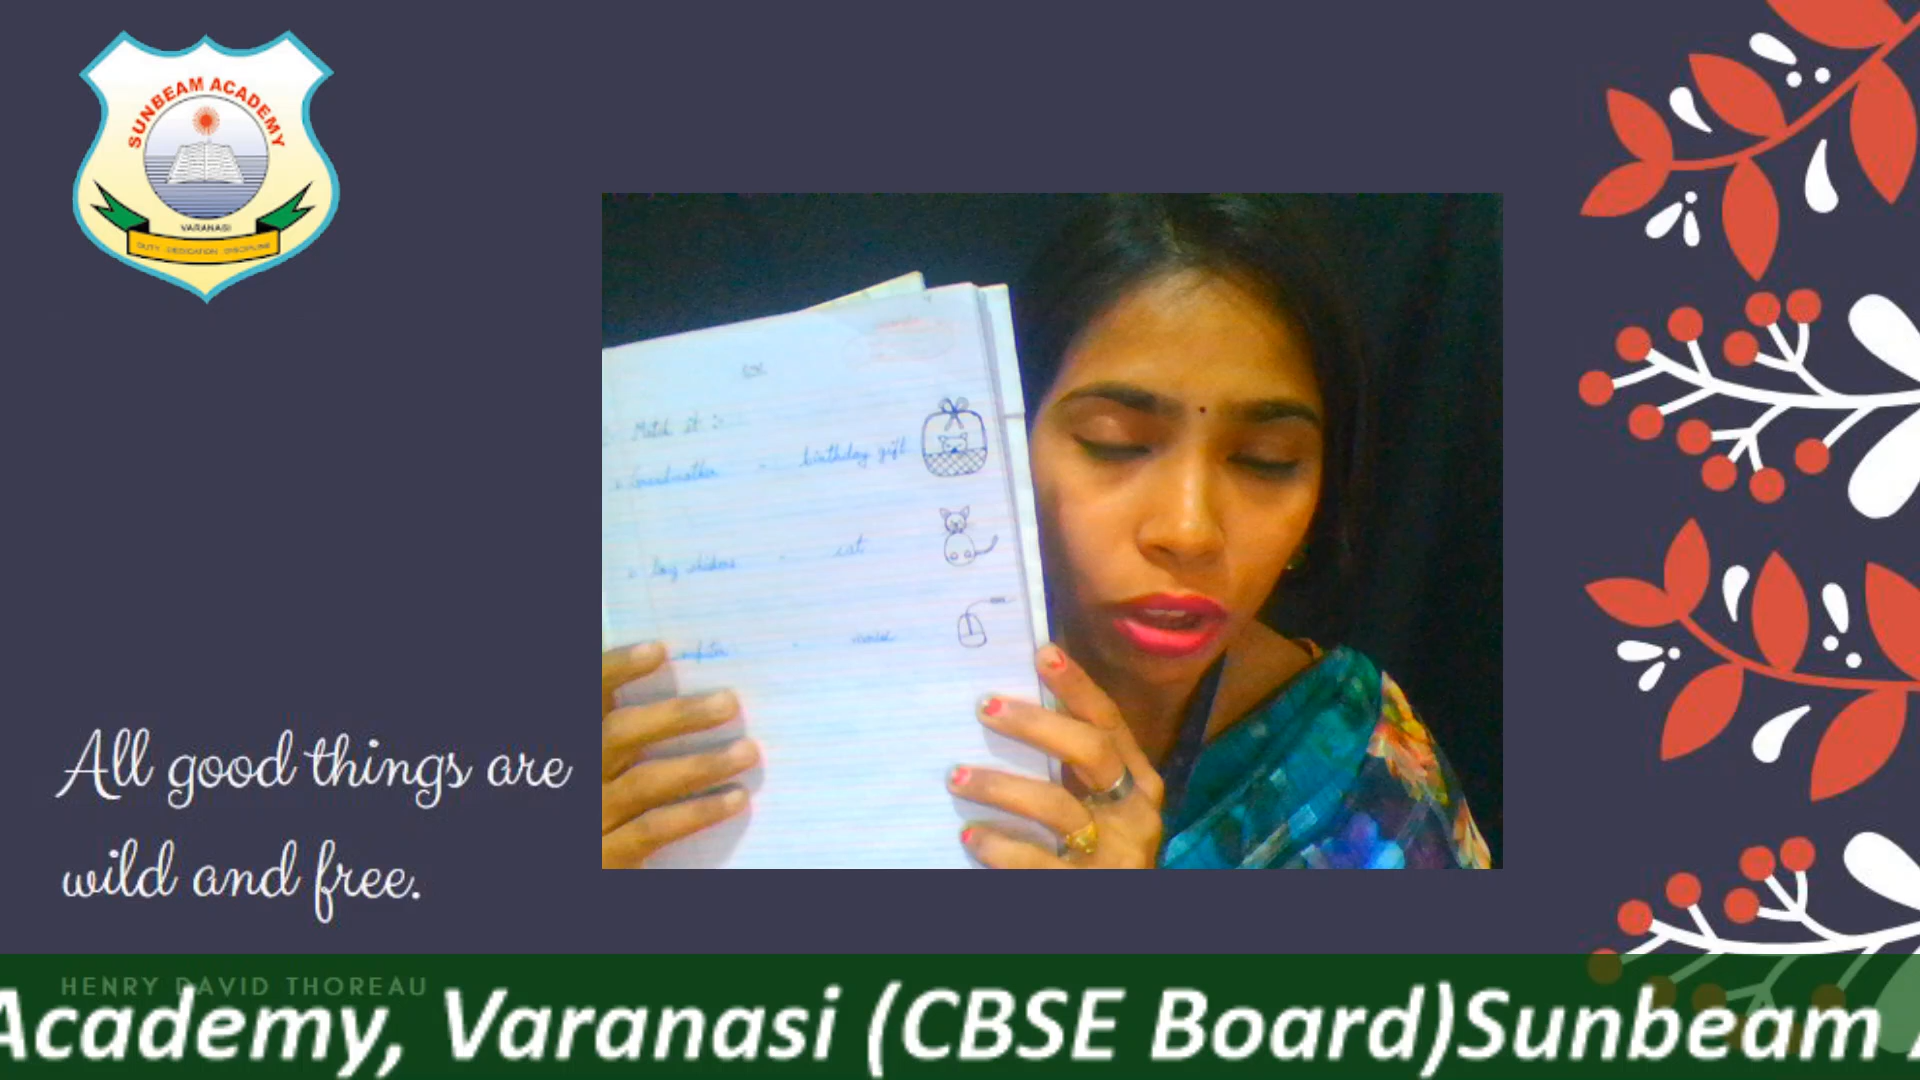 SUNBEAM ACADEMY
VARANASI
DUTY DEDICATION DISCIPLINE
Match it :-
Grandmother - birthday gift
- cat
-
All good things are
wild and free.
HENRY DAVID THOREAU
Academy, Varanasi (CBSE Board)Sunbeam